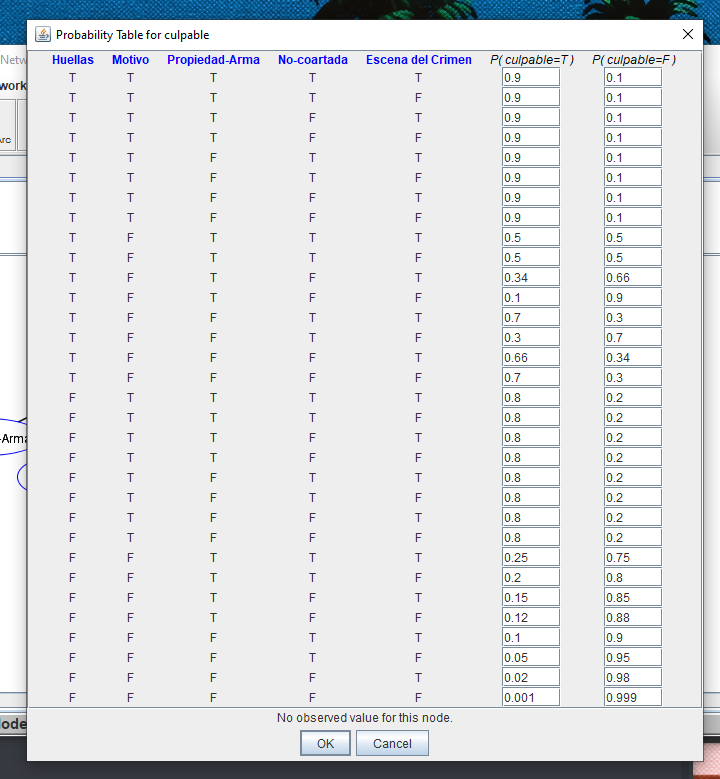 Probability Table for culpable
Netw
work
rc
-Arma
lode
Huellas Motivo Propiedad-Arma No-coartada Escena del Crimen P( culpable=T ) P( culpable=F )
T T T T T 0.9 0.1
T T T T F 0.9 0.1
T T T F T 0.9 0.1
T T T F F 0.9 0.1
T T F T T 0.9 0.1
T T F T F 0.9 0.1
T T F F T 0.9 0.1
T T F F F 0.9 0.1
T F T T T 0.5 0.5
T F T T F 0.5 0.5
T F T F T 0.34 0.66
T F T F F 0.1 0.9
T F F T T 0.7 0.3
T F F T F 0.3 0.7
T F F F T 0.66 0.34
T F F F F 0.7 0.3
F T T T T 0.8 0.2
F T T T F 0.8 0.2
F T T F T 0.8 0.2
F T T F F 0.8 0.2
F T F T T 0.8 0.2
F T F T F 0.8 0.2
F T F F T 0.8 0.2
F T F F F 0.8 0.2
F F T T T 0.25 0.75
F F T T F 0.2 0.8
F F T F T 0.15 0.85
F F T F F 0.12 0.88
F F F T T 0.1 0.9
F F F T F 0.05 0.95
F F F F T 0.02 0.98
F F F F F 0.001 0.999
No observed value for this node.
OK Cancel